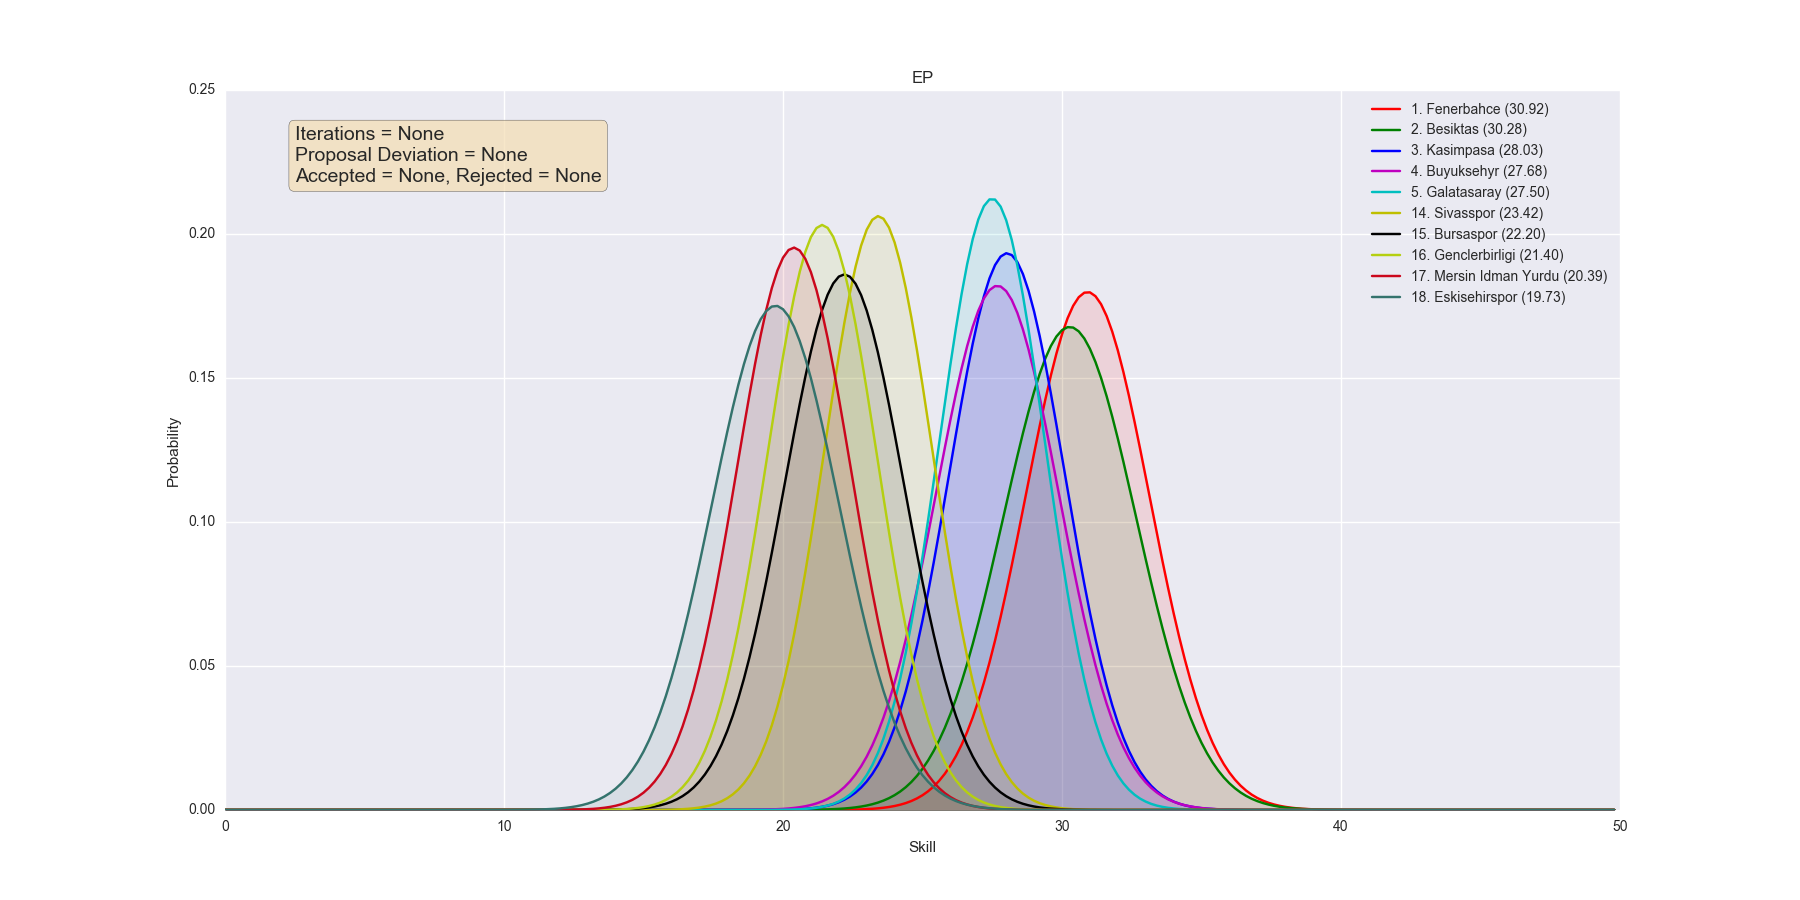 EP
0.25
0.20
0.15
0.10
0.05
0.00
Probability
Iterations = None
Proposal Deviation = None
Accepted = None, Rejected = None
1. Fenerbahce (30.92)
2. Besiktas (30.28)
3. Kasimpasa (28.03)
4. Buyuksehyr (27.68)
5. Galatasaray (27.50)
14. Sivasspor (23.42)
15. Bursaspor (22.20)
16. Genclerbirligi (21.40)
17. Mersin Idman Yurdu (20.39)
18. Eskisehirspor (19.73)
0 10 20 30 40 50
Skill